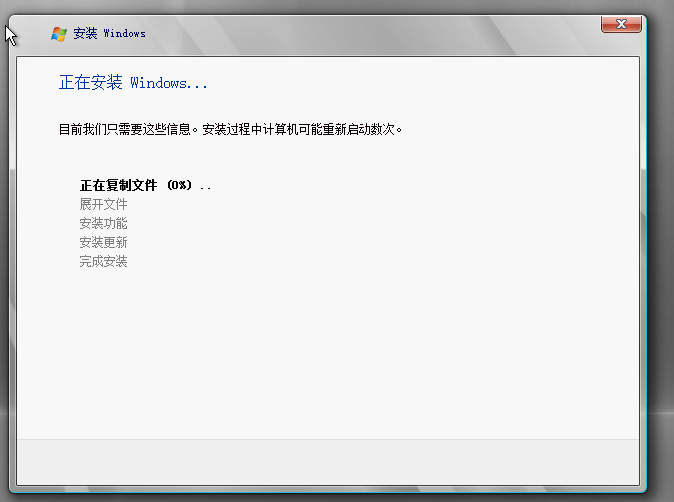 安装 Windows
正在安装 Windows...
目前我们只需要这些信息。安装过程中计算机可能重新启动数次。
正在复制文件 (0%) ..
展开文件
安装功能
安装更新
完成安装